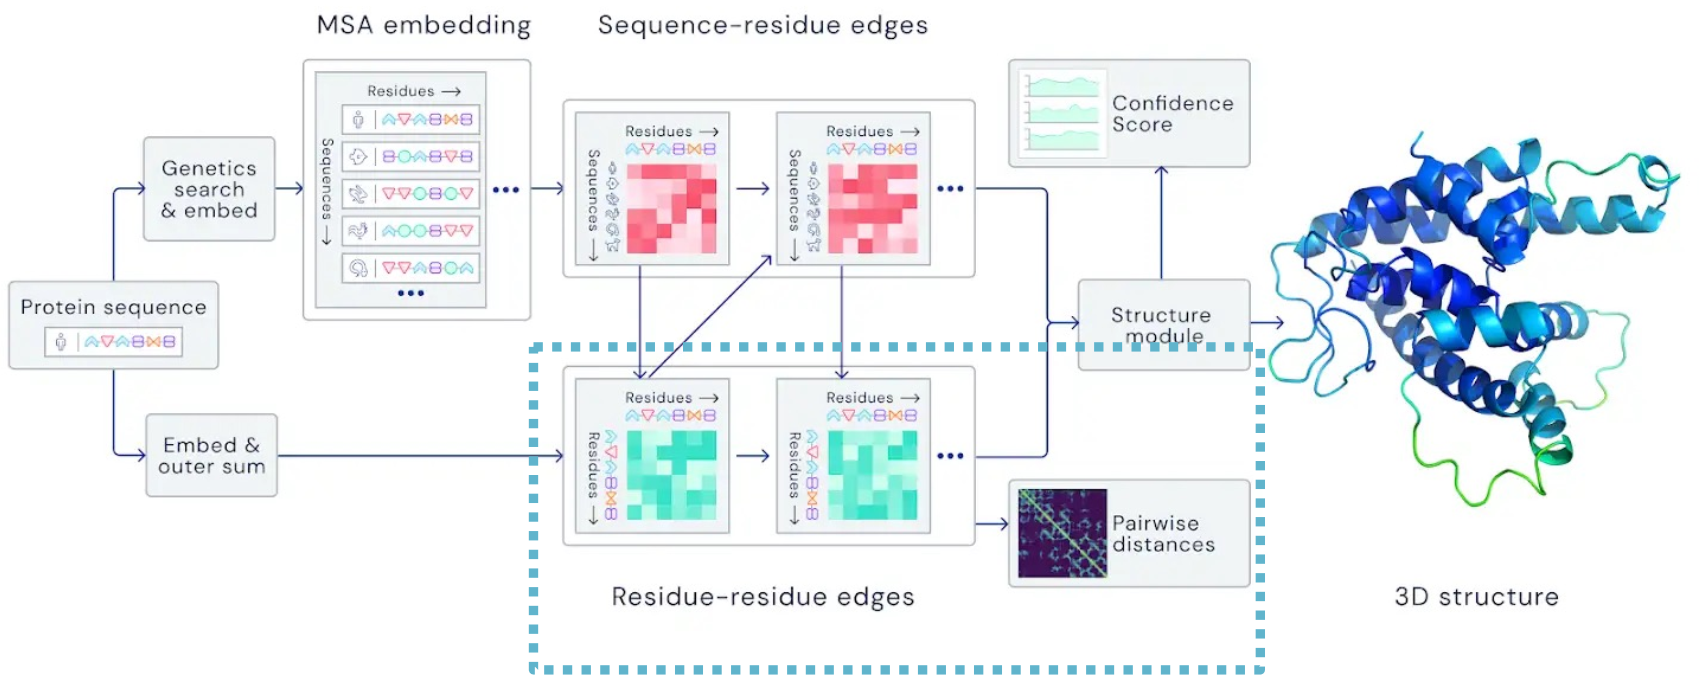 MSA embedding
Sequence-residue edges
Residues →
Sequences →
Residues →
Sequences →
Residues →
Sequences →
Confidence
Score
Genetics
search
& embed
Protein sequence
Structure
module
Embed &
outer sum
Residues →
Residues →
Residues →
Residues →
Pairwise
distances
Residue-residue edges
3D structure